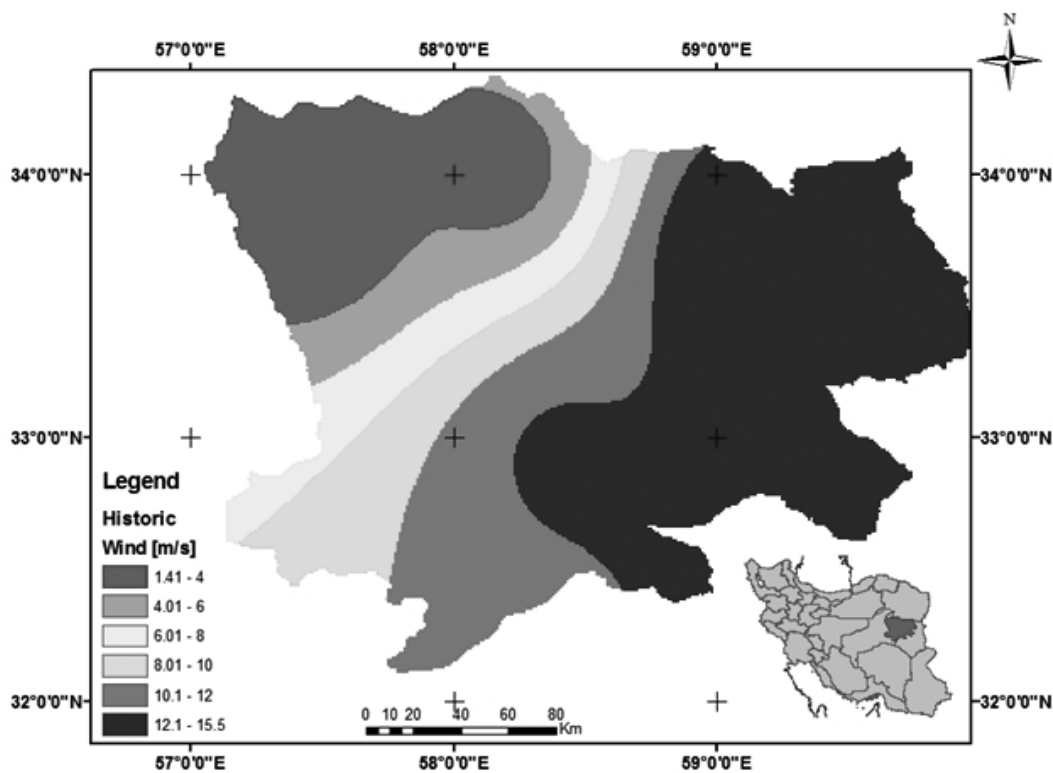 N
57°0'0"E 58°0'0"E 59°0'0"E
34°0'0"N 34°0'0"N
33°0'0"N 33°0'0"N
Legend
Historic
Wind [m/s]
1.41 - 4
4.01 - 6
6.01 - 8
8.01 - 10
10.1 - 12
12.1 - 15.5
32°0'0"N 32°0'0"N
0 10 20 40 60 80
Km
57°0'0"E 58°0'0"E 59°0'0"E